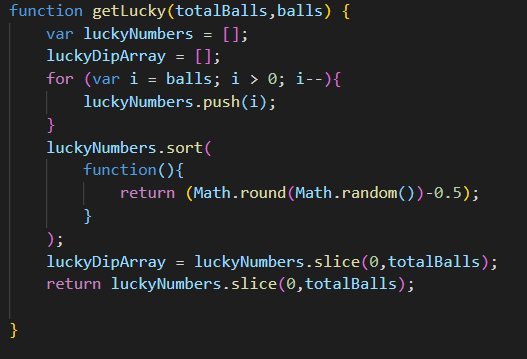 function getLucky(totalBalls,balls) {
    var luckyNumbers = [];
    luckyDipArray = [];
    for (var i = balls; i > 0; i--){
        luckyNumbers.push(i);
    }
    luckyNumbers.sort(
        function(){
            return (Math.round(Math.random())-0.5);
        }
    );
    luckyDipArray = luckyNumbers.slice(0,totalBalls);
    return luckyNumbers.slice(0,totalBalls);
}